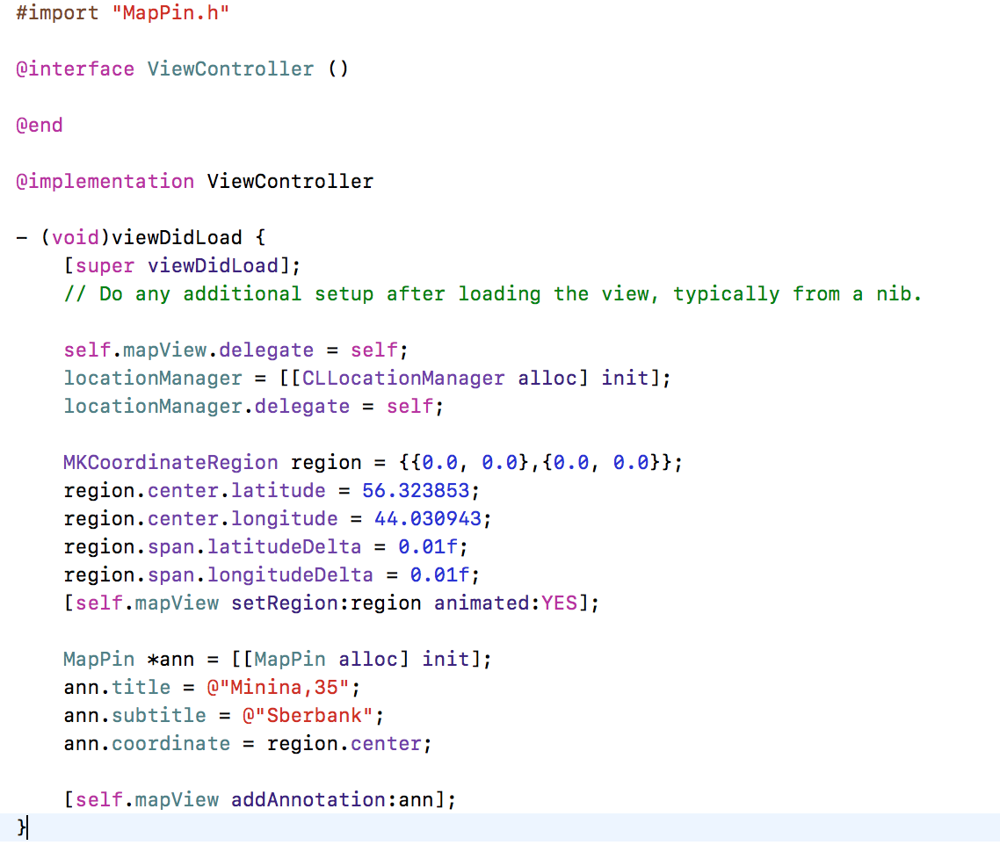 #import "MapPin.h"
@interface ViewController ()
@end
@implementation ViewController
- (void)viewDidLoad {
[super viewDidLoad];
// Do any additional setup after loading the view, typically from a nib.
self.mapView.delegate = self;
locationManager = [[CLLocationManager alloc] init];
locationManager.delegate = self;
MKCoordinateRegion region = {{0.0, 0.0},{0.0, 0.0}};
region.center.latitude = 56.323853;
region.center.longitude = 44.030943;
region.span.latitudeDelta = 0.01f;
region.span.longitudeDelta = 0.01f;
[self.mapView setRegion:region animated:YES];
MapPin *ann = [[MapPin alloc] init];
ann.title = @"Minina,35";
ann.subtitle = @"Sberbank";
ann.coordinate = region.center;
[self.mapView addAnnotation:ann];
}